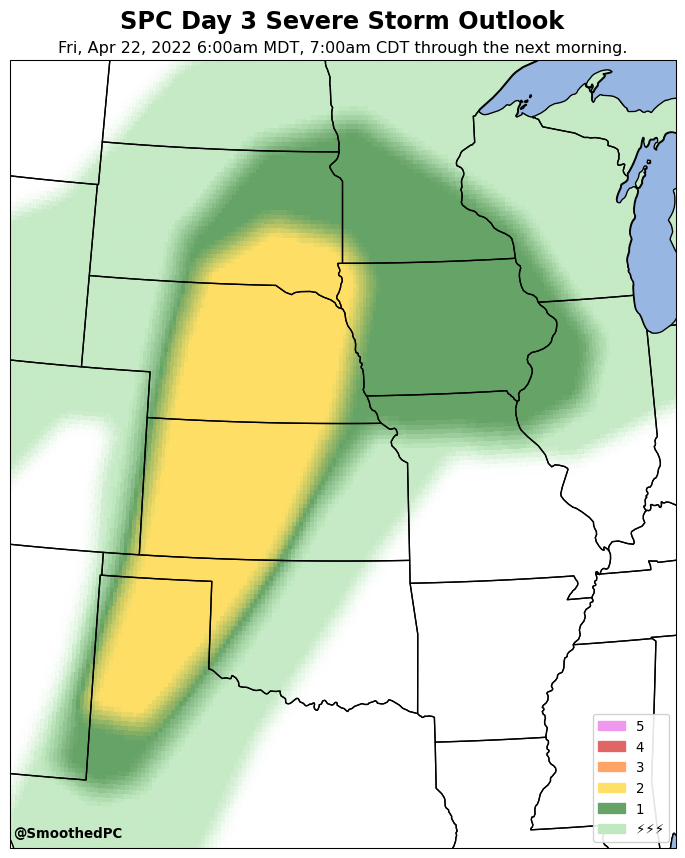 SPC Day 3 Severe Storm Outlook
Fri, Apr 22, 2022 6:00am MDT, 7:00am CDT through the next morning.
5
4
3
2
1
⚡⚡⚡
@SmoothedPC